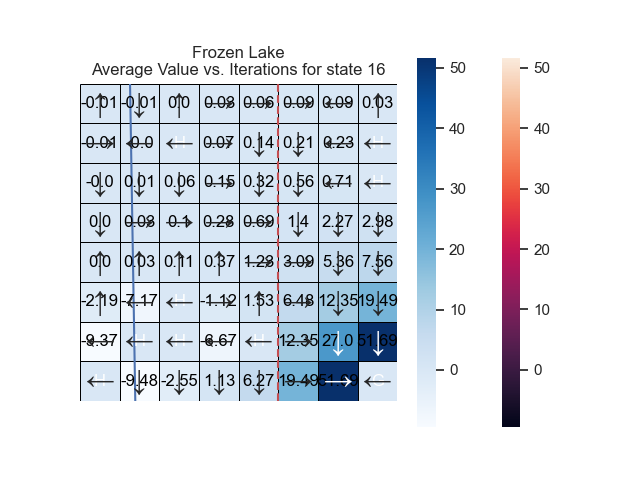 Frozen Lake
Average Value vs. Iterations for state 16
-0.01 -0.01 0.0 0.03 0.06 0.09 0.09 0.03
-0.01 -0.0 H 0.07 0.14 0.21 0.23 H
-0.0 0.01 0.06 0.15 0.32 0.56 0.71 H
0.0 0.03 0.1 0.28 0.69 1.4 2.27 2.98
0.0 0.03 0.11 0.37 1.28 3.09 5.36 7.56
-2.19 -7.17 H -1.12 1.53 6.48 12.35 19.49
-9.37 H H -6.67 H 12.35 27.0 51.69
H -9.48 -2.55 1.13 6.27 19.49 G
50
40
30
20
10
0
50
40
30
20
10
0